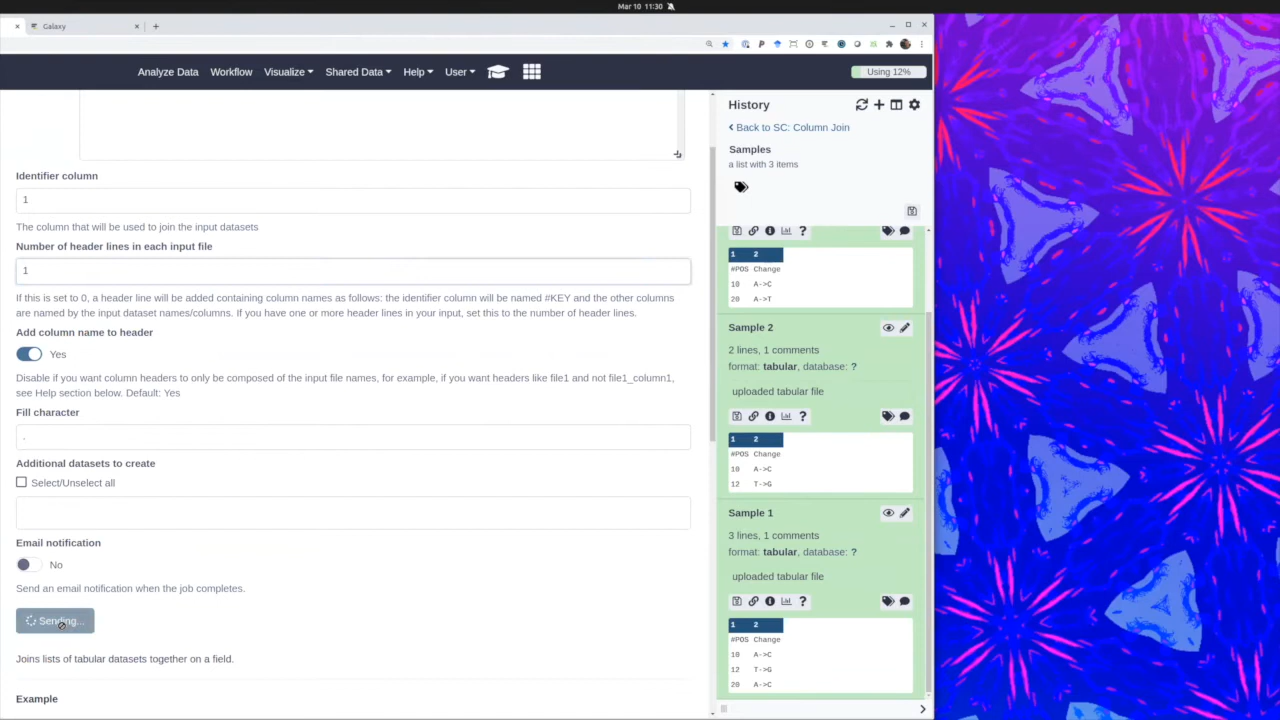 Mar 10 11:30
Galaxy
Analyze Data Workflow Visualize Shared Data Help User
Using 12%
Identifier column
1
The column that will be used to join the input datasets
Number of header lines in each input file
1
If this is set to 0, a header line will be added containing column names as follows: the identifier column will be named #KEY and the other columns
are named by the input dataset names/columns. If you have one or more header lines in your input, set this to the number of header lines.
Add column name to header
Yes
Disable if you want column headers to only be composed of the input file names, for example, if you want headers like file1 and not file1_column1,
see Help section below. Default: Yes
Fill character
.
Additional datasets to create
Select/Unselect all
Email notification
No
Send an email notification when the job completes.
Sending...
Joins lists of tabular datasets together on a field.
Example
History
Back to SC: Column Join
Samples
a list with 3 items
1 2
#POS Change
10 A->C
20 A->T
Sample 2
2 lines, 1 comments
format: tabular, database: ?
uploaded tabular file
1 2
#POS Change
10 A->C
12 T->G
Sample 1
3 lines, 1 comments
format: tabular, database: ?
uploaded tabular file
1 2
#POS Change
10 A->C
12 T->G
20 A->C